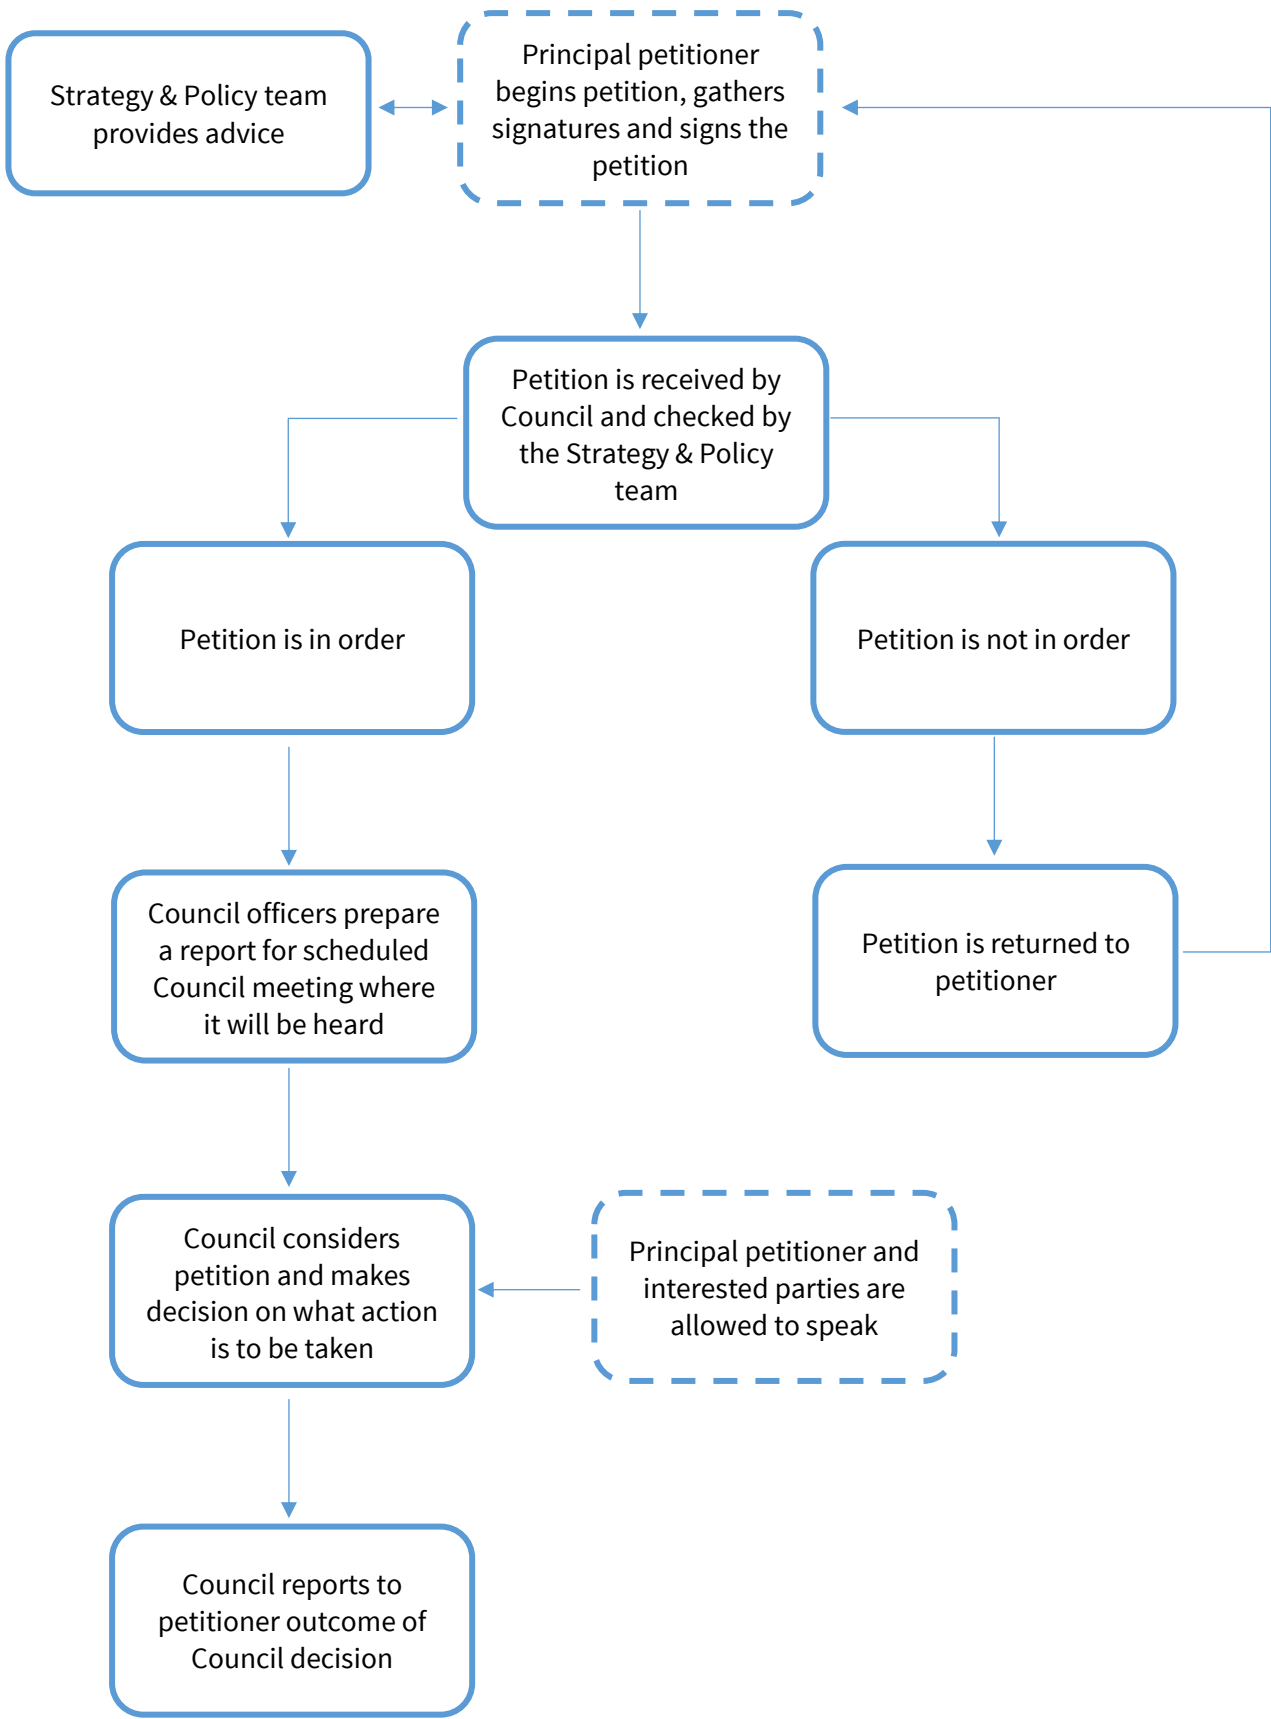 Strategy & Policy team
provides advice
Principal petitioner
begins petition, gathers
signatures and signs the
petition
Petition is received by
Council and checked by
the Strategy & Policy
team
Petition is in order
Petition is not in order
Council officers prepare
a report for scheduled
Council meeting where
it will be heard
Petition is returned to
petitioner
Council considers
petition and makes
decision on what action
is to be taken
Principal petitioner and
interested parties are
allowed to speak
Council reports to
petitioner outcome of
Council decision